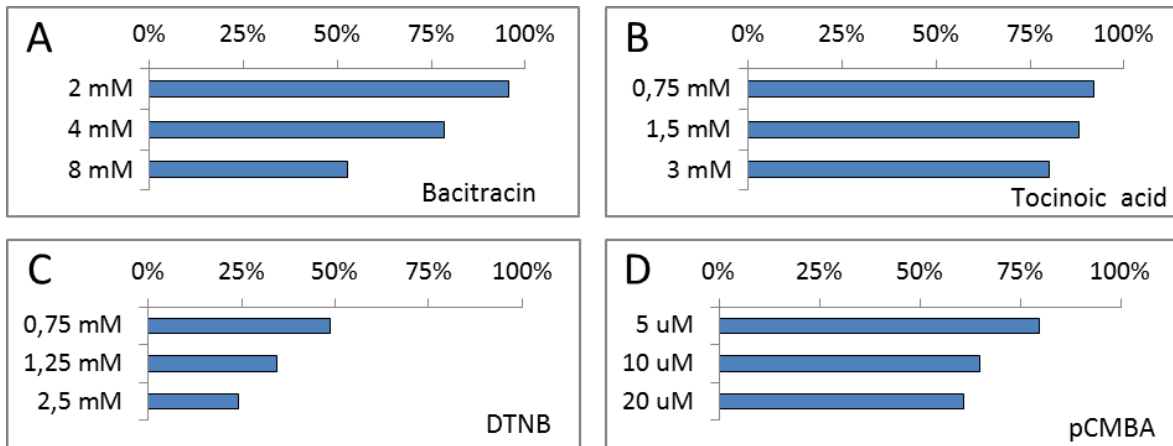 A
0% 25% 50% 75% 100%
2 mM
4 mM
8 mM
Bacitracin
B
0% 25% 50% 75% 100%
0,75 mM
1,5 mM
3 mM
Tocinoic acid
C
0% 25% 50% 75% 100%
0,75 mM
1,25 mM
2,5 mM
DTNB
D
0% 25% 50% 75% 100%
5 uM
10 uM
20 uM
pCMBA